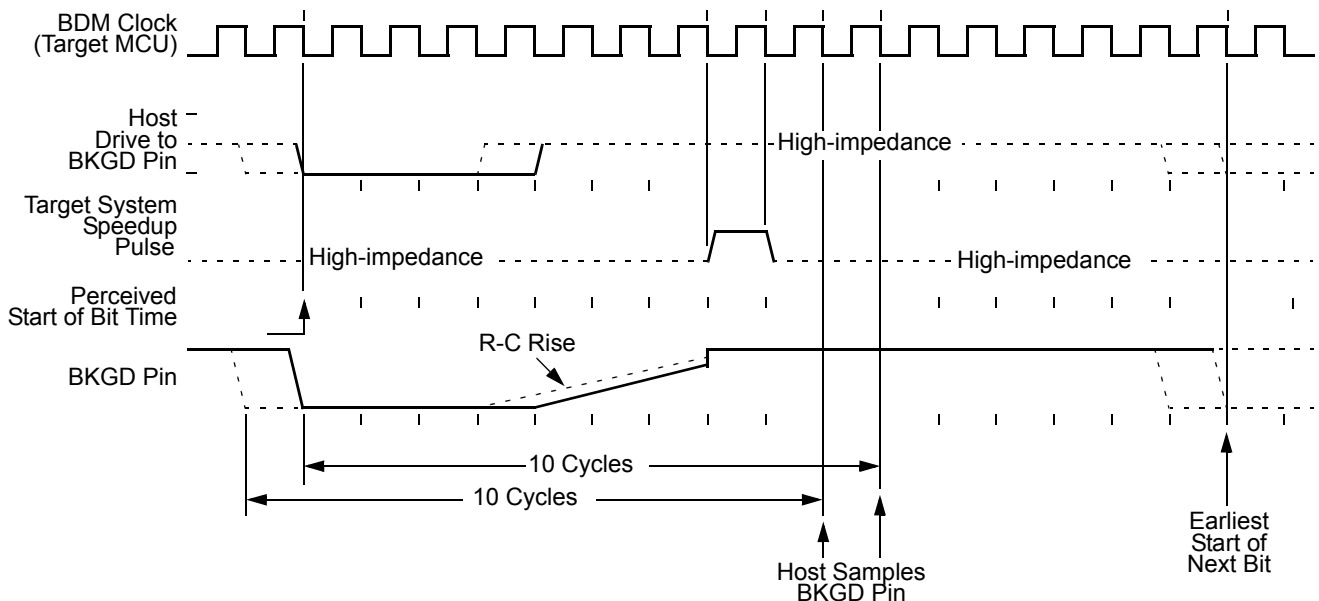 BDM Clock
(Target MCU)
Host
Drive to
BKGD Pin
High-impedance
Target System
Speedup
Pulse
High-impedance
High-impedance
Perceived
Start of Bit Time
R-C Rise
BKGD Pin
10 Cycles
10 Cycles
Host Samples
BKGD Pin
Earliest
Start of
Next Bit